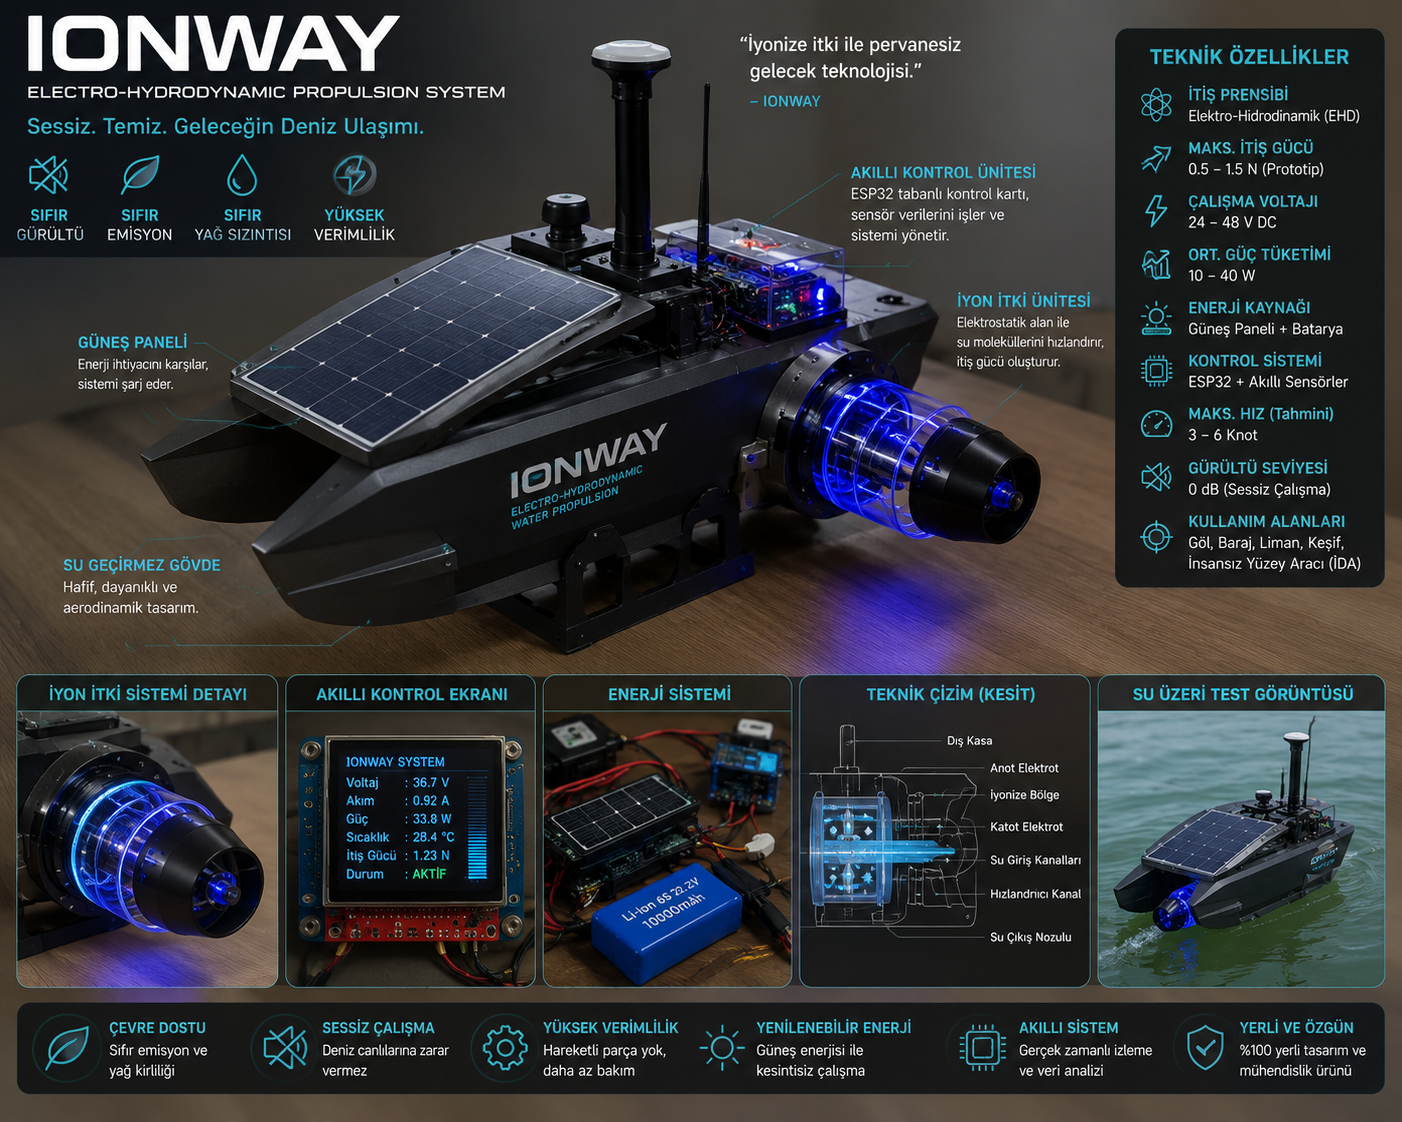 IONWAY
ELECTRO-HYDRODYNAMIC PROPULSION SYSTEM
Sessiz. Temiz. Geleceğin Deniz Ulaşımı.
SIFIR
GÜRÜLTÜ
SIFIR
EMİSYON
SIFIR
YAĞ SIZINTISI
YÜKSEK
VERİMLİLİK
“İyonize itki ile pervanesiz
gelecek teknolojisi.”
– IONWAY
AKILLI KONTROL ÜNİTESİ
ESP32 tabanlı kontrol kartı,
sensör verilerini işler ve
sistemi yönetir.
İYON İTKİ ÜNİTESİ
Elektrostatik alan ile
su moleküllerini hızlandırır,
itiş gücü oluşturur.
GÜNEŞ PANELİ
Enerji ihtiyacını karşılar,
sistemi şarj eder.
SU GEÇİRMEZ GÖVDE
Hafif, dayanıklı ve
aerodinamik tasarım.
IONWAY
ELECTRO-HYDRODYNAMIC
WATER PROPULSION
TEKNİK ÖZELLİKLER
İTİŞ PRENSİBİ
Elektro-Hidrodinamik (EHD)
MAKS. İTİŞ GÜCÜ
0.5 – 1.5 N (Prototip)
ÇALIŞMA VOLTAJI
24 – 48 V DC
ORT. GÜÇ TÜKETİMİ
10 – 40 W
ENERJİ KAYNAĞI
Güneş Paneli + Batarya
KONTROL SİSTEMİ
ESP32 + Akıllı Sensörler
MAKS. HIZ (Tahmini)
3 – 6 Knot
GÜRÜLTÜ SEVİYESİ
0 dB (Sessiz Çalışma)
KULLANIM ALANLARI
Göl, Baraj, Liman, Keşif,
İnsansız Yüzey Aracı (İDA)
İYON İTKİ SİSTEMİ DETAYI
AKILLI KONTROL EKRANI
IONWAY SYSTEM
Voltaj : 36.7 V
Akım : 0.92 A
Güç : 33.8 W
Sıcaklık : 28.4 °C
İtiş Gücü : 1.23 N
Durum : AKTİF
ENERJİ SİSTEMİ
Li-ion 6S 22.2V
10000mAh
TEKNİK ÇİZİM (KESİT)
Dış Kasa
Anot Elektrot
İyonize Bölge
Katot Elektrot
Su Giriş Kanalları
Hızlandırıcı Kanal
Su Çıkış Nozulu
SU ÜZERİ TEST GÖRÜNTÜSÜ
ÇEVRE DOSTU
Sıfır emisyon ve
yağ kirliliği
SESSİZ ÇALIŞMA
Deniz canlılarına zarar
vermez
YÜKSEK VERİMLİLİK
Hareketli parça yok,
daha az bakım
YENİLENEBİLİR ENERJİ
Güneş enerjisi ile
kesintisiz çalışma
AKILLI SİSTEM
Gerçek zamanlı izleme
ve veri analizi
YERLİ VE ÖZGÜN
%100 yerli tasarım ve
mühendislik ürünü